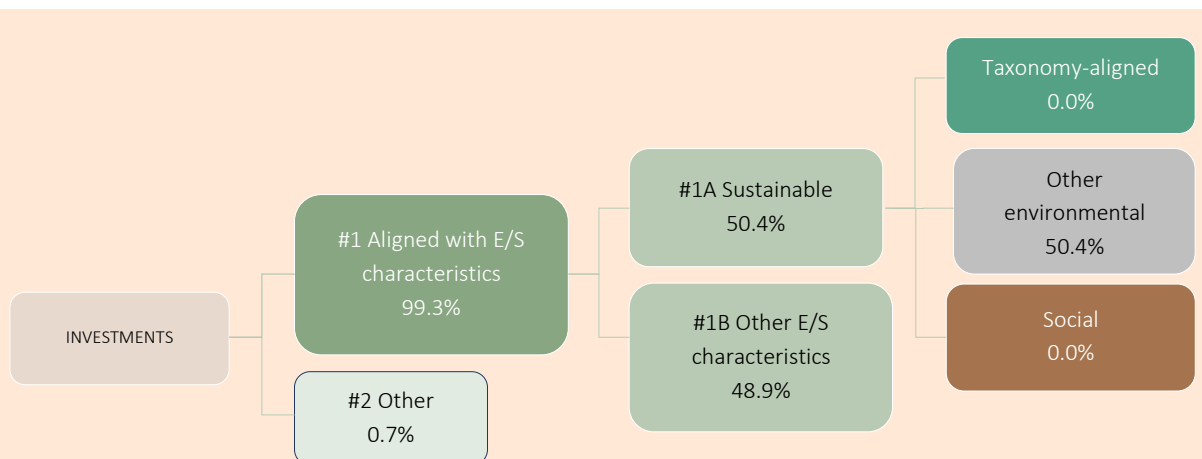 INVESTMENTS
#1 Aligned with E/S
characteristics
99.3%
#2 Other
0.7%
#1A Sustainable
50.4%
#1B Other E/S
characteristics
48.9%
Taxonomy-aligned
0.0%
Other
environmental
50.4%
Social
0.0%